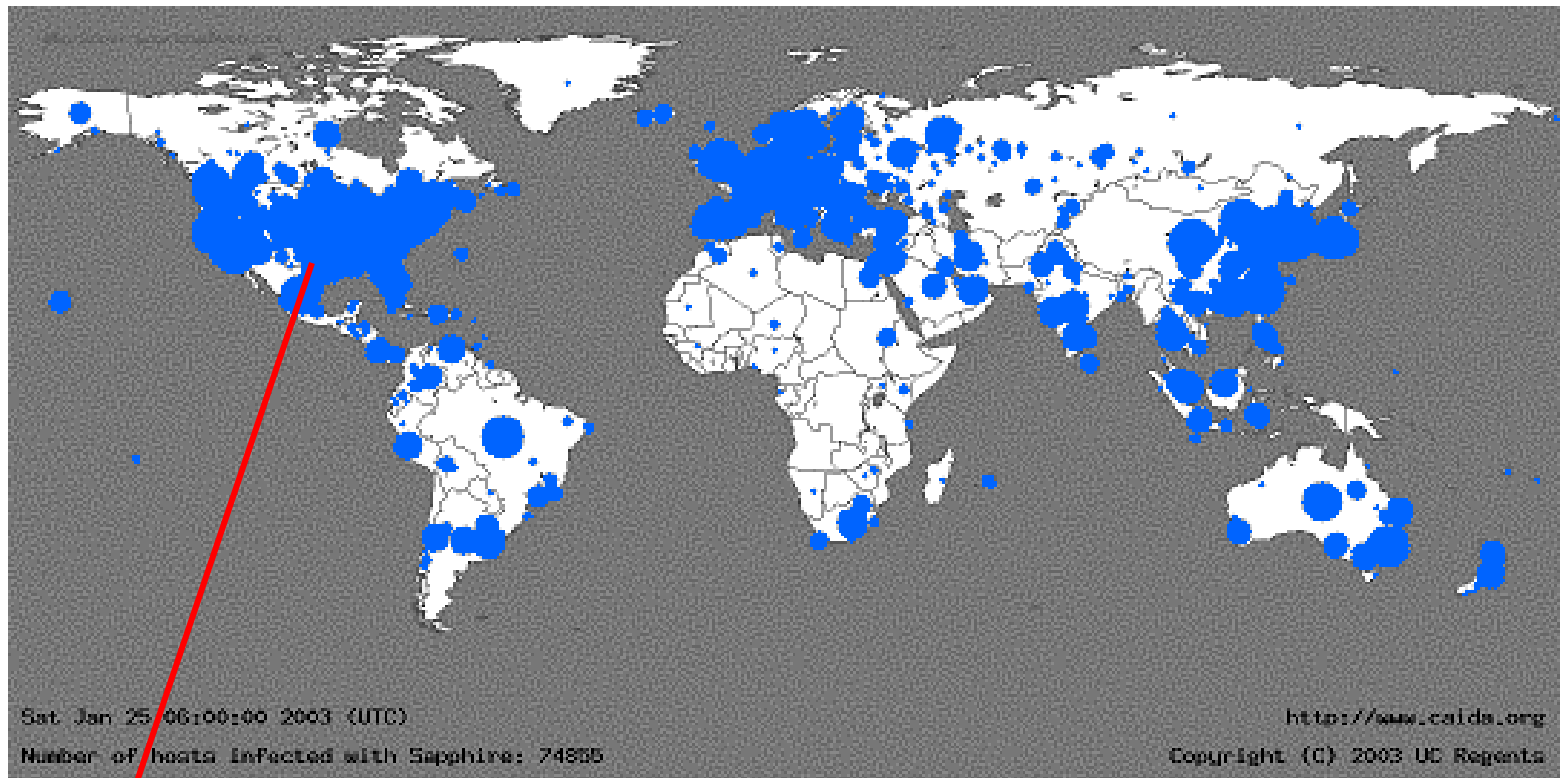 Sat Jan 25 06:00:00 2003 (UTC)
http://www.caida.org
Number of hosts infected with Sapphire: 74855
Copyright (C) 2003 UC Regents